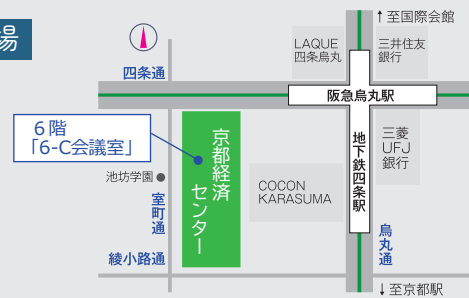 場
↑至国際会館
LAQUE
四条烏丸
三井住友
銀行
四条通
阪急烏丸駅
6階
「6-C会議室」
京都経済
センター
地下鉄四条駅
三菱
UFJ
銀行
池坊学園
COCON
KARASUMA
室町通
烏丸通
綾小路通
↓至京都駅